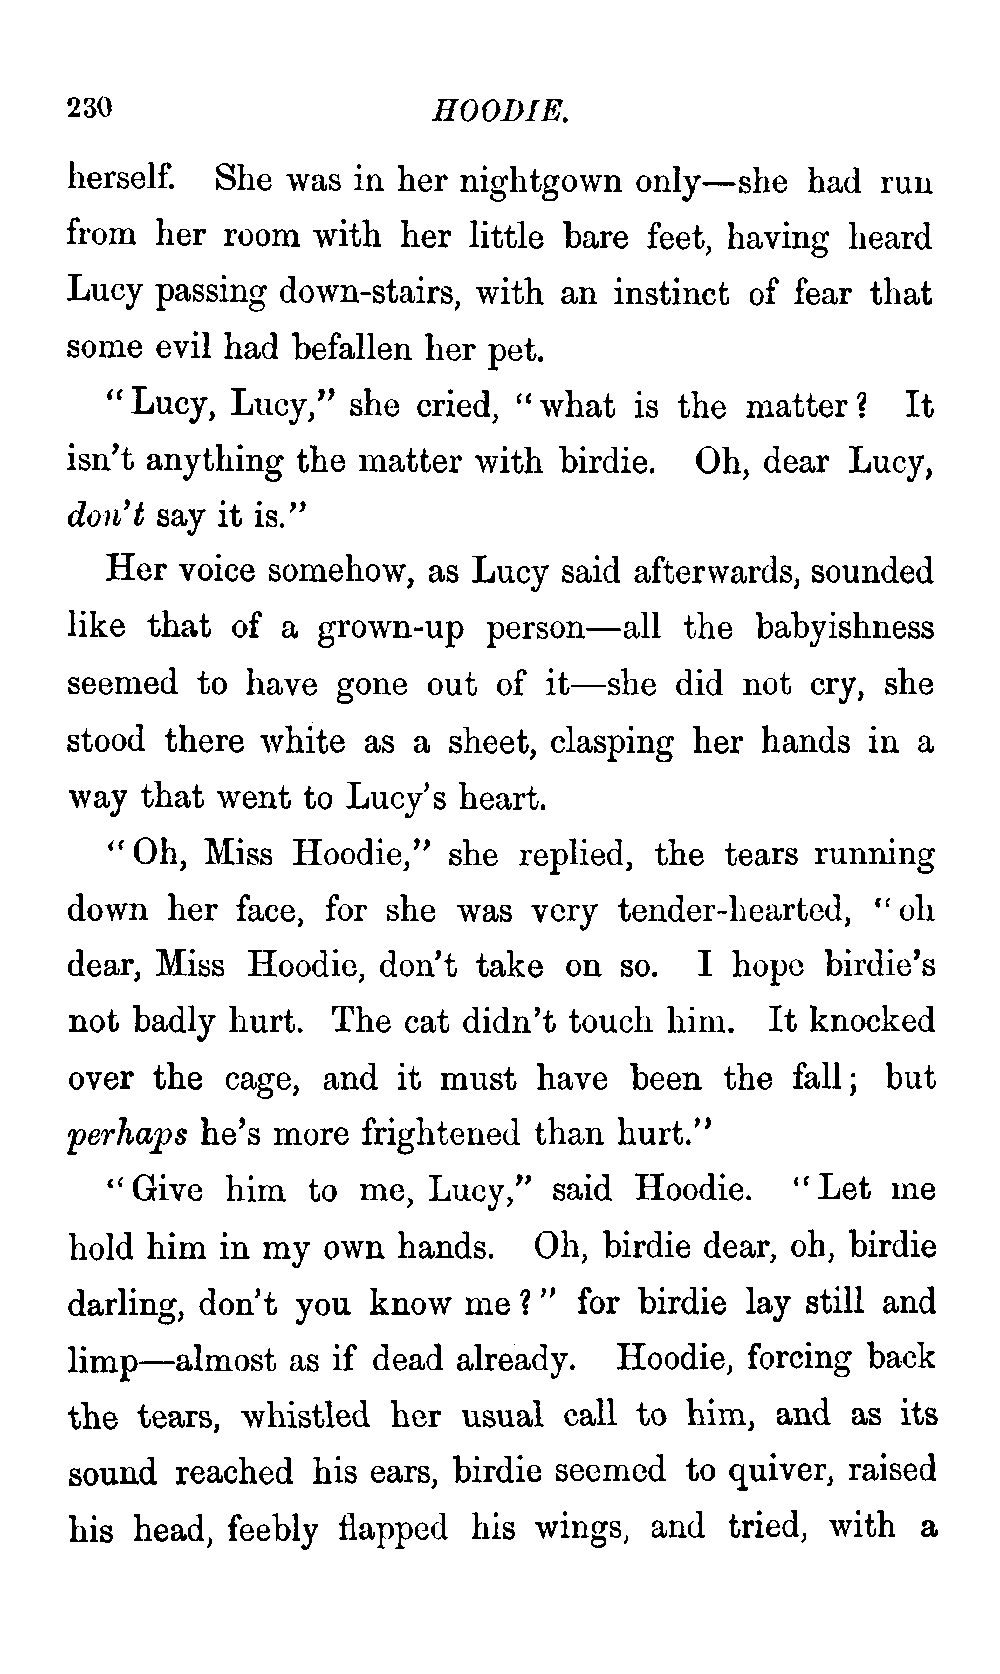 230 HOODIE.
herself. She was in her nightgown only—she had run
from her room with her little bare feet, having heard
Lucy passing down-stairs, with an instinct of fear that
some evil had befallen her pet.
"Lucy, Lucy," she cried, "what is the matter? It
isn't anything the matter with birdie. Oh, dear Lucy,
don't say it is."
Her voice somehow, as Lucy said afterwards, sounded
like that of a grown-up person—all the babyishness
seemed to have gone out of it—she did not cry, she
stood there white as a sheet, clasping her hands in a
way that went to Lucy's heart.
"Oh, Miss Hoodie," she replied, the tears running
down her face, for she was very tender-hearted, "oh
dear, Miss Hoodie, don't take on so. I hope birdie's
not badly hurt. The cat didn't touch him. It knocked
over the cage, and it must have been the fall; but
perhaps he's more frightened than hurt."
"Give him to me, Lucy," said Hoodie. "Let me
hold him in my own hands. Oh, birdie dear, oh, birdie
darling, don't you know me?" for birdie lay still and
limp—almost as if dead already. Hoodie, forcing back
the tears, whistled her usual call to him, and as its
sound reached his ears, birdie seemed to quiver, raised
his head, feebly flapped his wings, and tried, with a